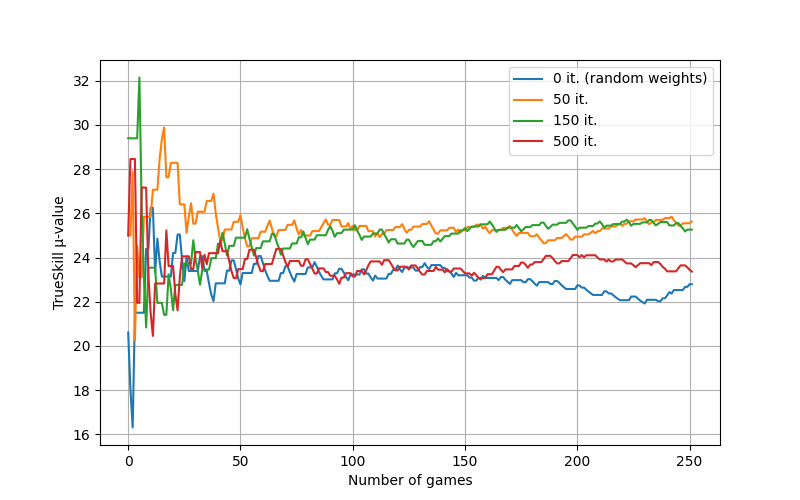 0 it. (random weights)
50 it.
150 it.
500 it.
TrueSkill μ-value
32
30
28
26
24
22
20
18
16
0 50 100 150 200 250
Number of games